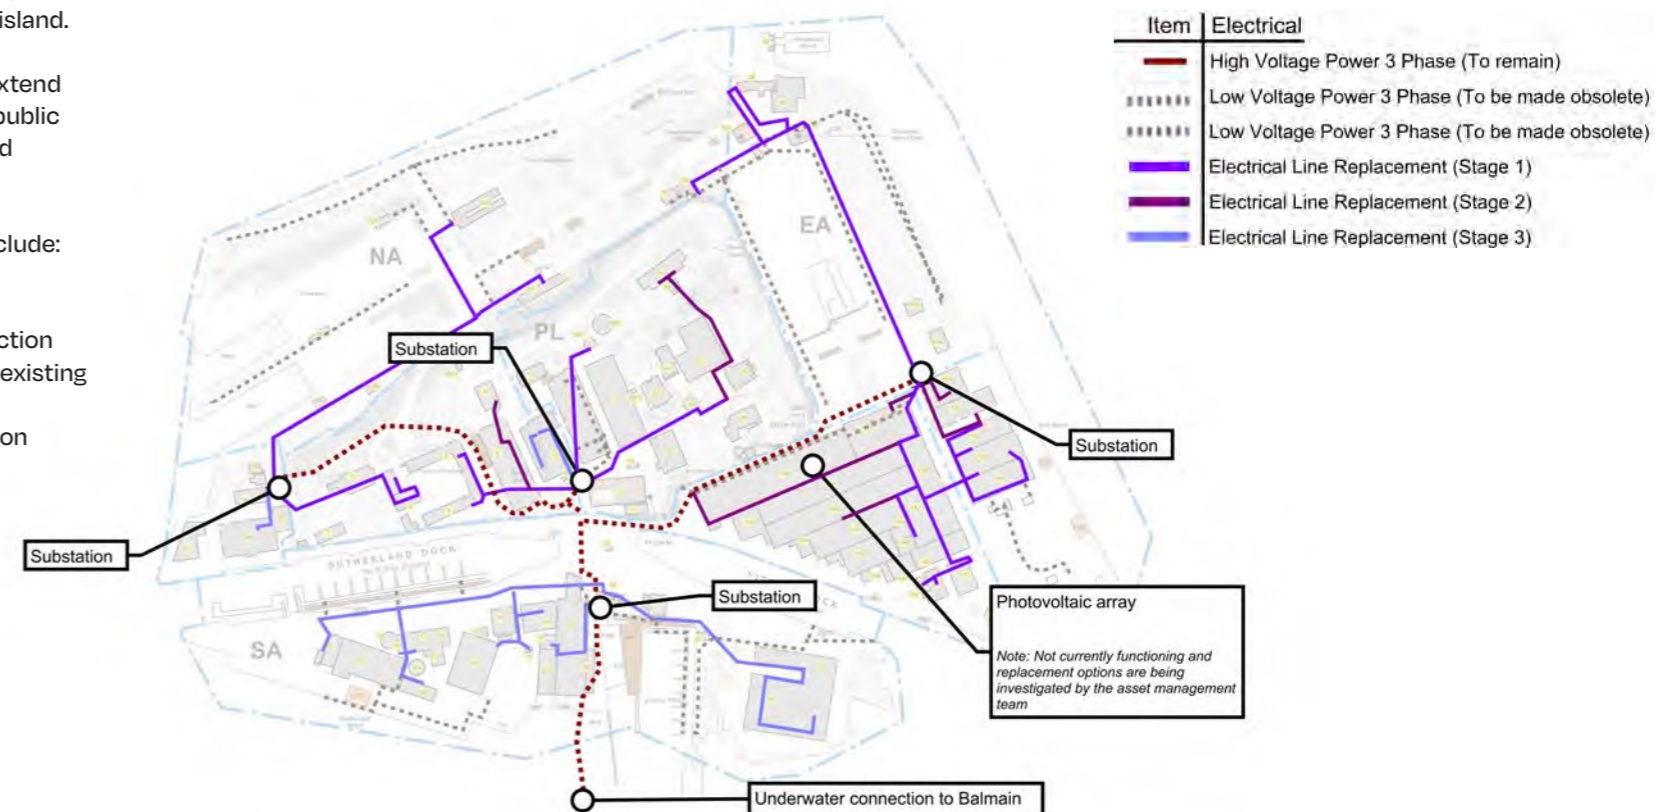 island.
xtend
public
d
clude:
ction
existing
on
Item Electrical
High Voltage Power 3 Phase (To remain)
Low Voltage Power 3 Phase (To be made obsolete)
Low Voltage Power 3 Phase (To be made obsolete)
Electrical Line Replacement (Stage 1)
Electrical Line Replacement (Stage 2)
Electrical Line Replacement (Stage 3)
NA
EA
PL
Substation
Substation
Substation
SUTHERLAND DOCK
Substation
SA
Photovoltaic array
Note: Not currently functioning and
replacement options are being
investigated by the asset management
team
Underwater connection to Balmain